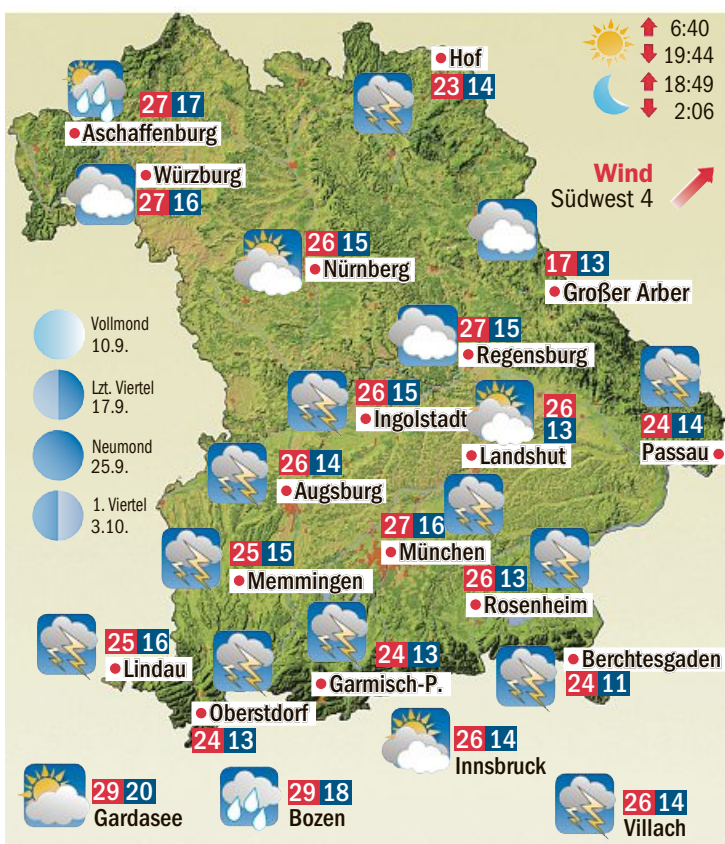 6:40
19:44
18:49
2:06
Hof
23 14
27 17
Aschaffenburg
Würzburg
27 16
Wind
Südwest 4
26 15
Nürnberg
17 13
Großer Arber
Vollmond
10.9.
27 15
Regensburg
Lzt. Viertel
17.9.
26 15
Ingolstadt
26
13
Landshut
24 14
Passau
Neumond
25.9.
26 14
Augsburg
1. Viertel
3.10.
27 16
München
25 15
Memmingen
26 13
Rosenheim
25 16
Lindau
24 13
Garmisch-P.
Berchtesgaden
24 11
Oberstdorf
24 13
26 14
Innsbruck
29 20
Gardasee
29 18
Bozen
26 14
Villach